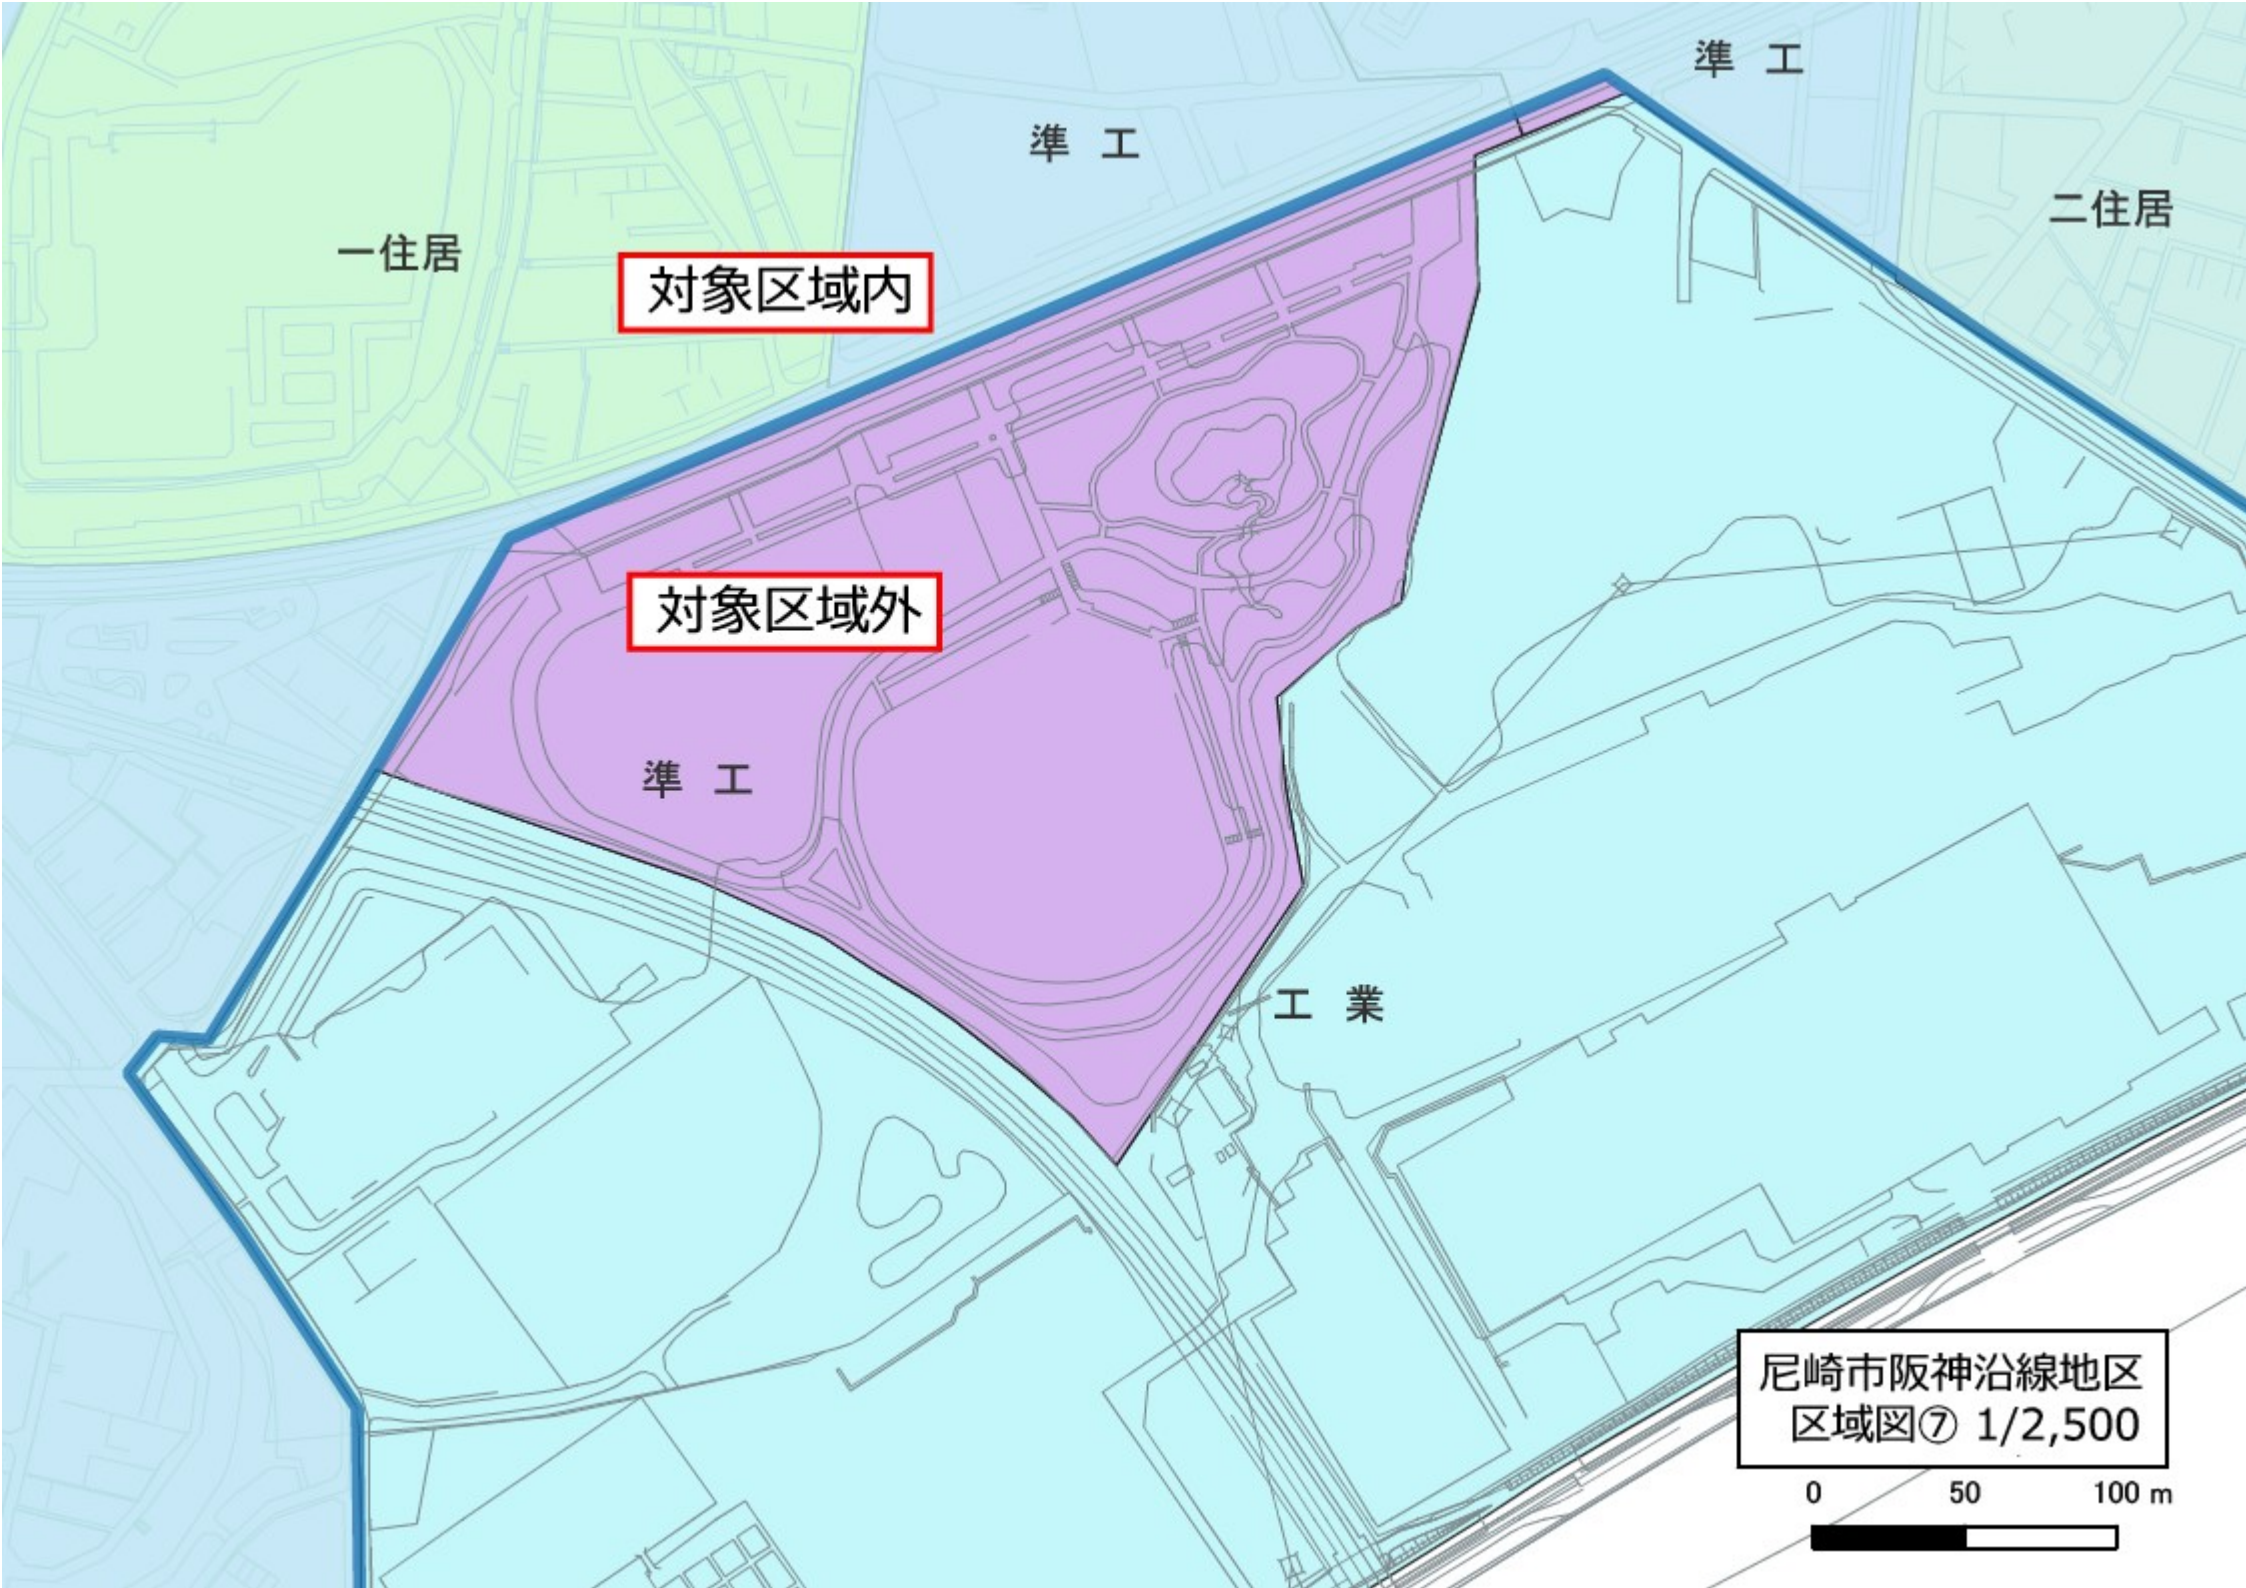 準 工
準 工
二住居
一住居
対象区域内
対象区域外
準 工
工 業
尼崎市阪神沿線地区
区域図⑦ 1/2,500
0 50 100 m